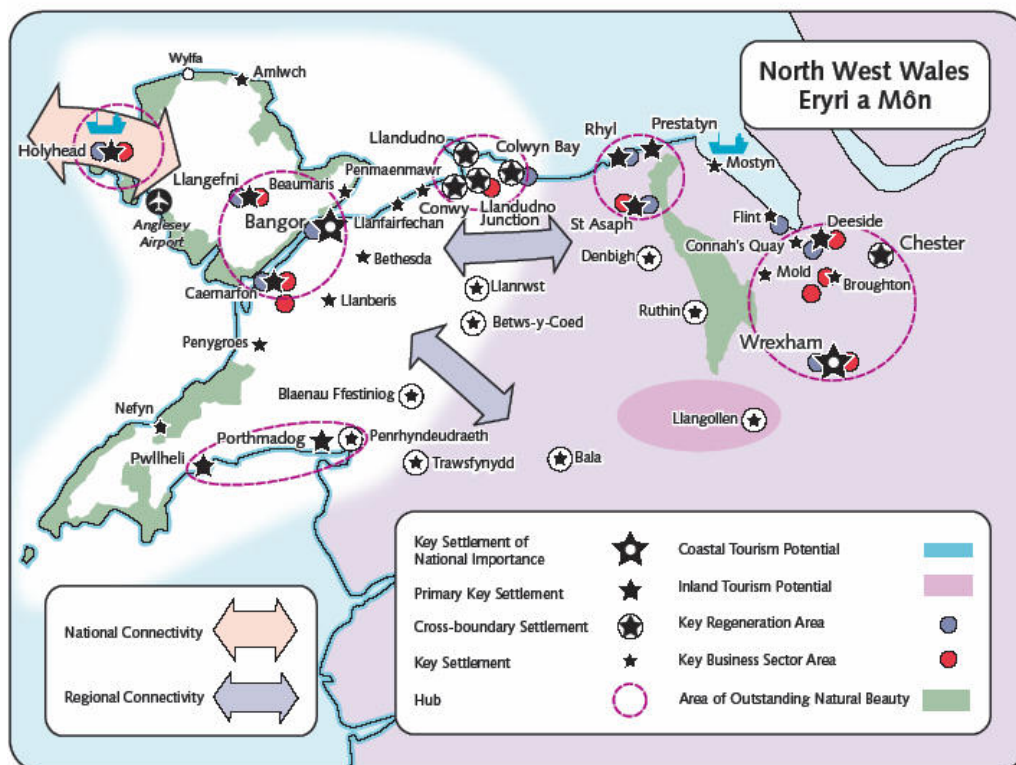 North West Wales
Eryri a Môn
Wylfa
Amlwch
Holyhead
Llangefni
Beaumaris
Anglesey
Airport
Bangor
Penmaenmawr
Llanfairfechan
Llandudno
Colwyn Bay
Conwy
Llandudno
Junction
Rhyl
Prestatyn
Mostyn
St Asaph
Flint
Connah's Quay
Deeside
Chester
Mold
Broughton
Denbigh
Ruthin
Wrexham
Bethesda
Caernarfon
Llanberis
Llanrwst
Betws-y-Coed
Penygroes
Nefyn
Blaenau Ffestiniog
Porthmadog
Penrhyndeudraeth
Pwllheli
Trawsfynydd
Bala
Llangollen
National Connectivity
Regional Connectivity
Key Settlement of
National Importance
Primary Key Settlement
Cross-boundary Settlement
Key Settlement
Hub
Coastal Tourism Potential
Inland Tourism Potential
Key Regeneration Area
Key Business Sector Area
Area of Outstanding Natural Beauty